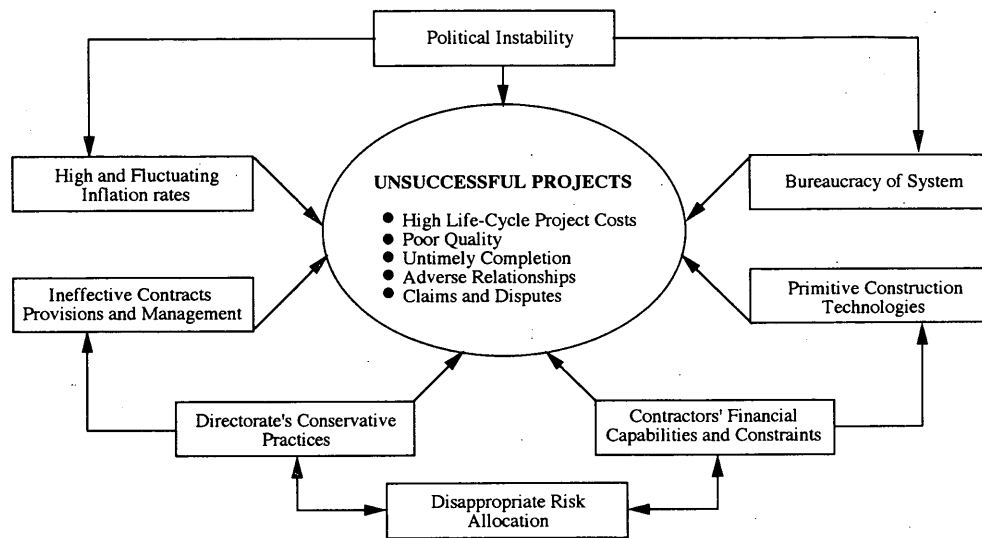 Political Instability
High and Fluctuating
Inflation rates
UNSUCCESSFUL PROJECTS
● High Life-Cycle Project Costs
● Poor Quality
● Untimely Completion
● Adverse Relationships
● Claims and Disputes
Bureaucracy of System
Ineffective Contracts
Provisions and Management
Primitive Construction
Technologies
Directorate's Conservative
Practices
Contractors' Financial
Capabilities and Constraints
Disappropriate Risk
Allocation